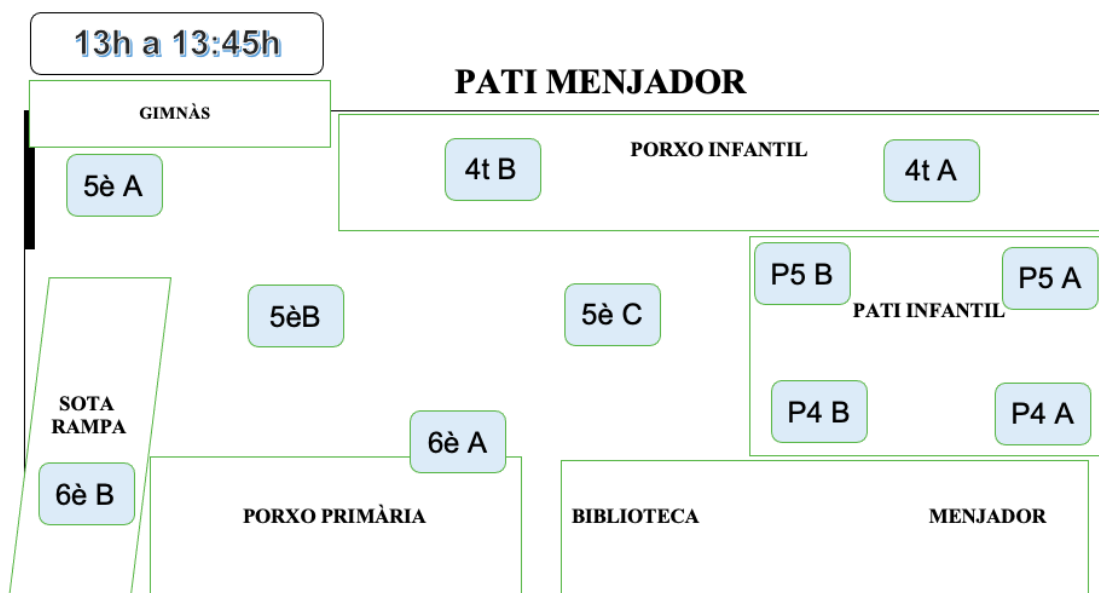 13h a 13:45h
PATI MENJADOR
GIMNÀS
PORXO INFANTIL
4t B
4t A
5è A
P5 B
P5 A
PATI INFANTIL
5èB
5è C
SOTA
RAMPA
P4 B
P4 A
6è A
6è B
PORXO PRIMÀRIA
BIBLIOTECA
MENJADOR